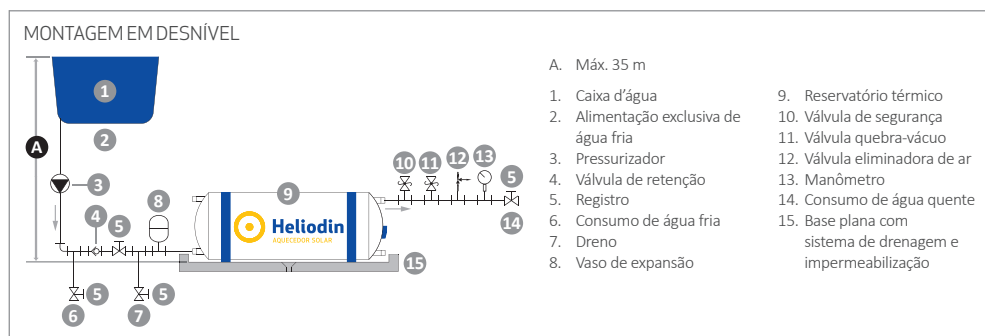 MONTAGEM EM DESNÍVEL
1
2
A
3
8
4
5
6
5
7
5
9
Heliodin
AQUECEDOR SOLAR
10
11
12
13
5
14
15
A. Máx. 35 m
1. Caixa d'água
2. Alimentação exclusiva de
água fria
3. Pressurizador
4. Válvula de retenção
5. Registro
6. Consumo de água fria
7. Dreno
8. Vaso de expansão
9. Reservatório térmico
10. Válvula de segurança
11. Válvula quebra-vácuo
12. Válvula eliminadora de ar
13. Manômetro
14. Consumo de água quente
15. Base plana com
sistema de drenagem e
impermeabilização